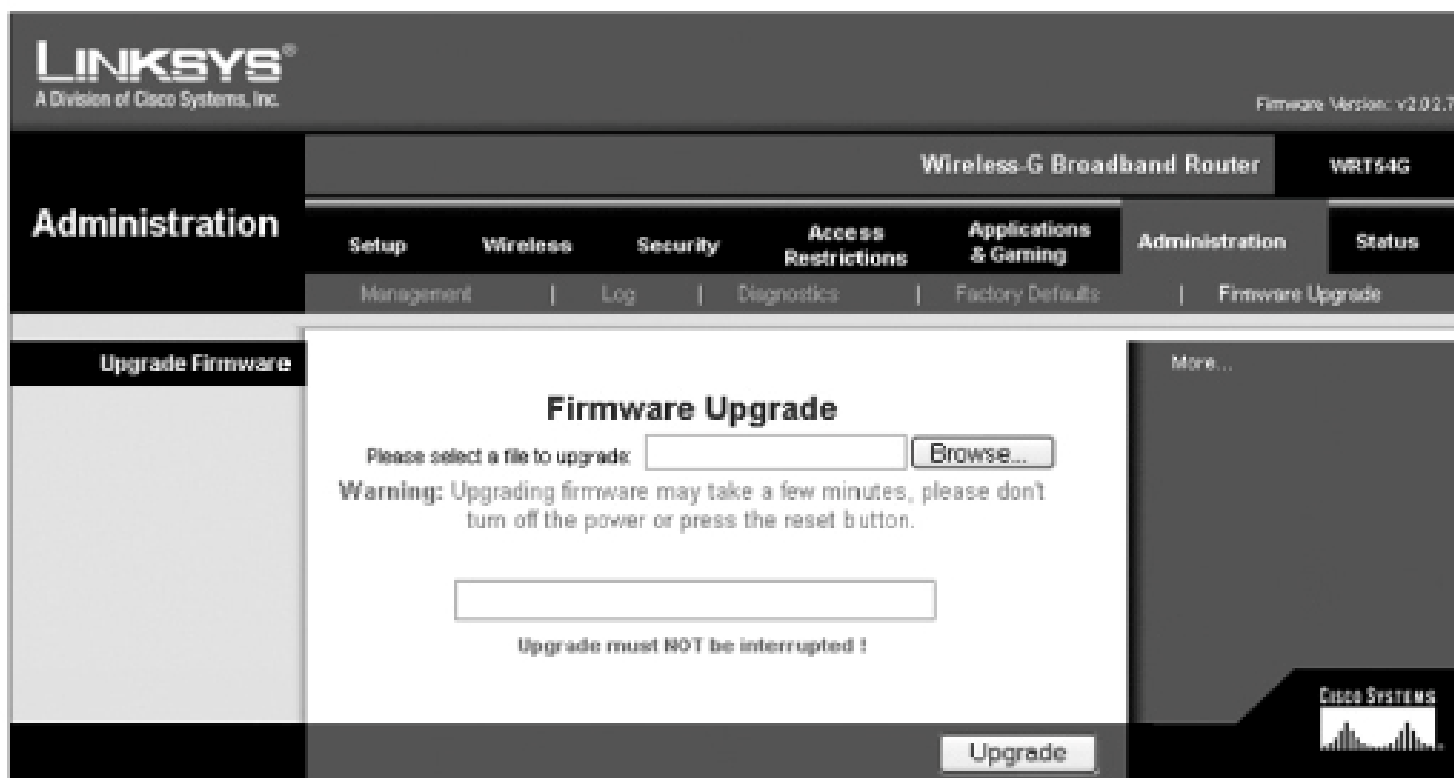 LINKSYS®
A Division of Cisco Systems, Inc.
Firmware Version: v2.02.7
Wireless-G Broadband Router WRT54G
Administration
Setup Wireless Security Access Restrictions Applications & Gaming Administration Status
Management | Log | Diagnostics | Factory Defaults | Firmware Upgrade
Upgrade Firmware
More...
Firmware Upgrade
Please select a file to upgrade: Browse...
Warning: Upgrading firmware may take a few minutes, please don't
turn off the power or press the reset button.
Upgrade must NOT be interrupted !
CISCO SYSTEMS
Upgrade